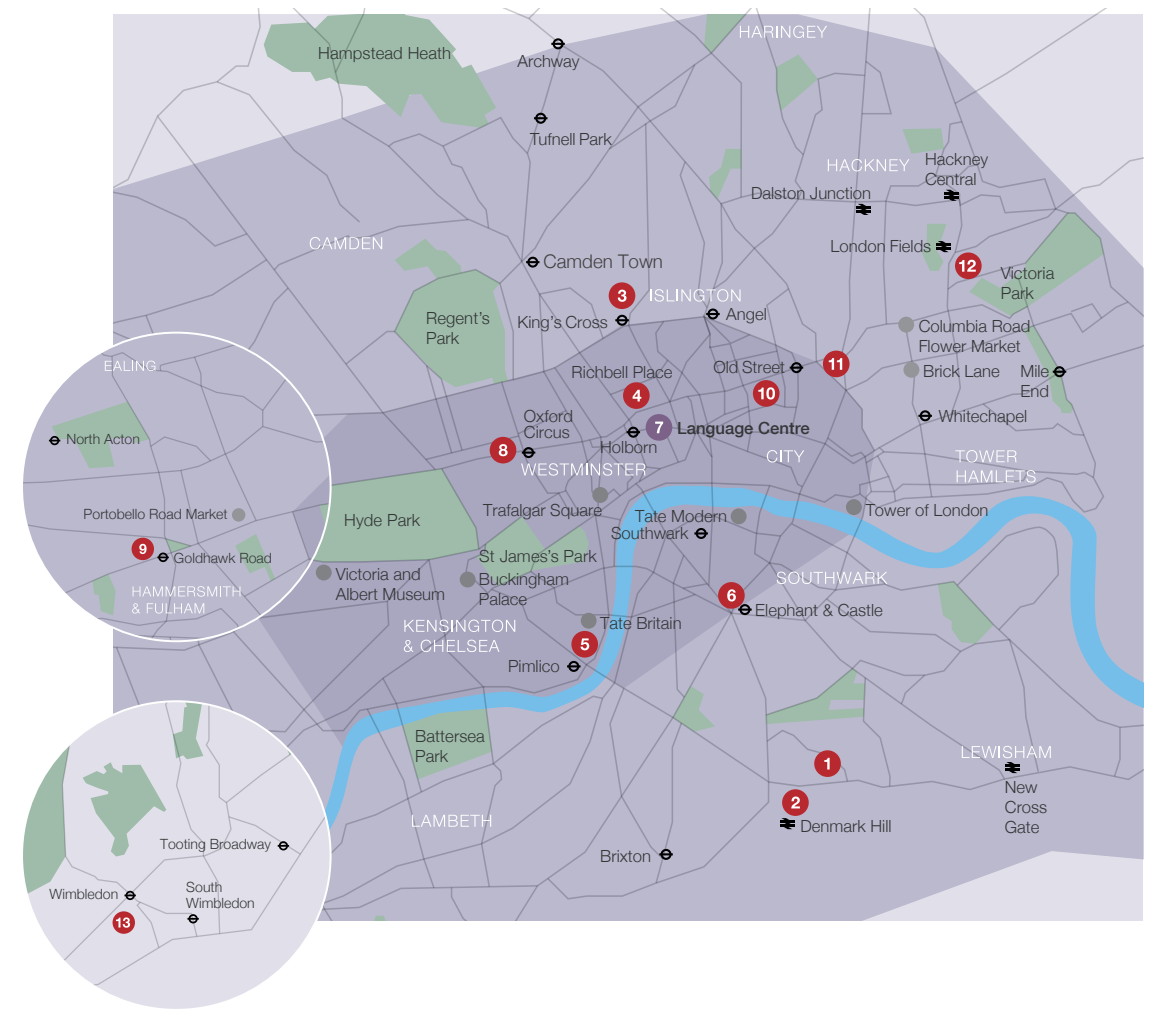 HARINGEY
Hampstead Heath
Archway
Tufnell Park
HACKNEY
Hackney
Central
Dalston Junction
CAMDEN
London Fields
Camden Town
12
Victoria
Park
3
ISLINGTON
King's Cross
Angel
Regent's
Park
Columbia Road
Flower Market
EALING
Richbell Place
Old Street
11
Brick Lane
Mile
End
4
10
Oxford
Circus
7
Language Centre
Whitechapel
North Acton
8
Holborn
WESTMINSTER
CITY
TOWER
HAMLETS
Portobello Road Market
Hyde Park
Trafalgar Square
Tate Modern
Tower of London
Southwark
9
Goldhawk Road
St James's Park
Victoria and
Albert Museum
Buckingham
Palace
SOUTHWARK
HAMMERSMITH
& FULHAM
6
Elephant & Castle
KENSINGTON
& CHELSEA
Tate Britain
5
Pimlico
Battersea
Park
1
LEWISHAM
New
Cross
Gate
2
LAMBETH
Denmark Hill
Tooting Broadway
Brixton
Wimbledon
South
Wimbledon
13